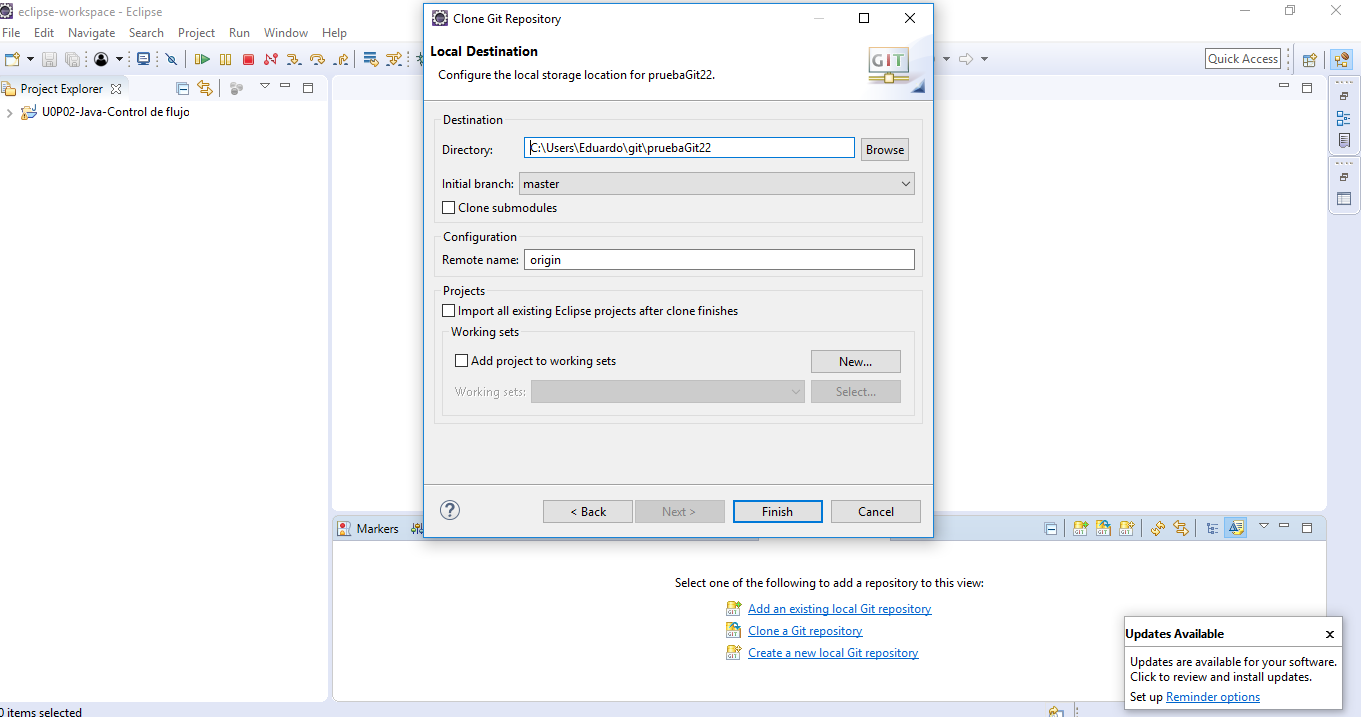 eclipse-workspace - Eclipse
File Edit Navigate Search Project Run Window Help
Quick Access
Project Explorer
U0P02-Java-Control de flujo
Clone Git Repository
Local Destination
Configure the local storage location for pruebaGit22.
GIT
Destination
Directory: C:\Users\Eduardo\git\pruebaGit22 Browse
Initial branch: master
Clone submodules
Configuration
Remote name: origin
Projects
Import all existing Eclipse projects after clone finishes
Working sets
Add project to working sets New...
Working sets: Select...
? < Back Next > Finish Cancel
Markers
GIT GIT GIT
Select one of the following to add a repository to this view:
GIT Add an existing local Git repository
GIT Clone a Git repository
GIT Create a new local Git repository
Updates Available x
Updates are available for your software.
Click to review and install updates.
Set up Reminder options
0 items selected